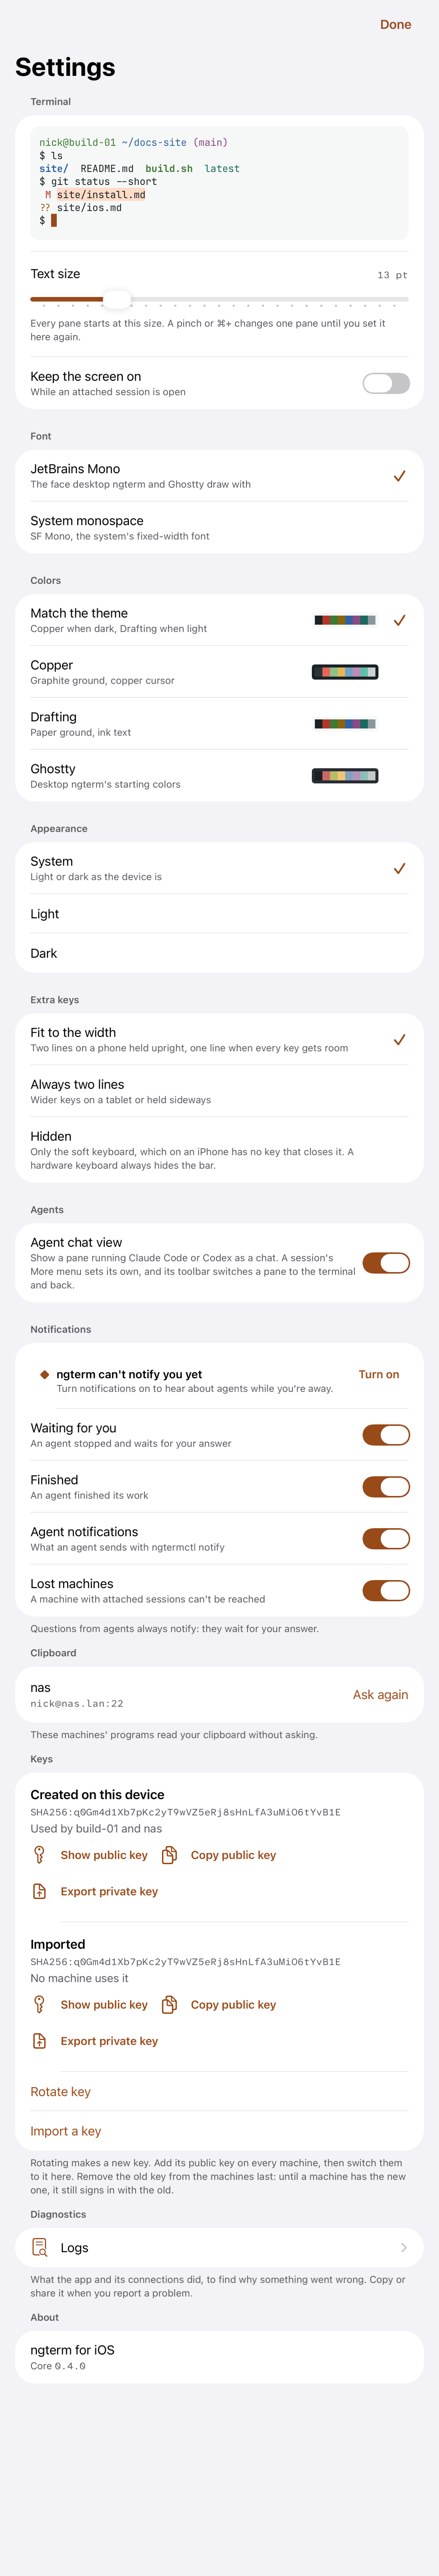 Done
Settings
Terminal
nick@build-01 ~/docs-site (main)
$ ls
site/ README.md build.sh latest
$ git status --short
M site/install.md
?? site/ios.md
$
Text size
13 pt
Every pane starts at this size. A pinch or ⌘+ changes one pane until you set it
here again.
Keep the screen on
While an attached session is open
Font
JetBrains Mono
The face desktop ngterm and Ghostty draw with
System monospace
SF Mono, the system's fixed-width font
Colors
Match the theme
Copper when dark, Drafting when light
Copper
Graphite ground, copper cursor
Drafting
Paper ground, ink text
Ghostty
Desktop ngterm's starting colors
Appearance
System
Light or dark as the device is
Light
Dark
Extra keys
Fit to the width
Two lines on a phone held upright, one line when every key gets room
Always two lines
Wider keys on a tablet or held sideways
Hidden
Only the soft keyboard, which on an iPhone has no key that closes it. A
hardware keyboard always hides the bar.
Agents
Agent chat view
Show a pane running Claude Code or Codex as a chat. A session's
More menu sets its own, and its toolbar switches a pane to the terminal
and back.
Notifications
ngterm can't notify you yet
Turn on
Turn notifications on to hear about agents while you're away.
Waiting for you
An agent stopped and waits for your answer
Finished
An agent finished its work
Agent notifications
What an agent sends with ngtermctl notify
Lost machines
A machine with attached sessions can't be reached
Questions from agents always notify: they wait for your answer.
Clipboard
nas
nick@nas.lan:22
Ask again
These machines' programs read your clipboard without asking.
Keys
Created on this device
SHA256:q0Gm4d1Xb7pKc2yT9wVZ5eRj8sHnLfA3uMiO6tYvB1E
Used by build-01 and nas
Show public key
Copy public key
Export private key
Imported
SHA256:q0Gm4d1Xb7pKc2yT9wVZ5eRj8sHnLfA3uMiO6tYvB1E
No machine uses it
Show public key
Copy public key
Export private key
Rotate key
Import a key
Rotating makes a new key. Add its public key on every machine, then switch them
to it here. Remove the old key from the machines last: until a machine has the new
one, it still signs in with the old.
Diagnostics
Logs
What the app and its connections did, to find why something went wrong. Copy or
share it when you report a problem.
About
ngterm for iOS
Core 0.4.0